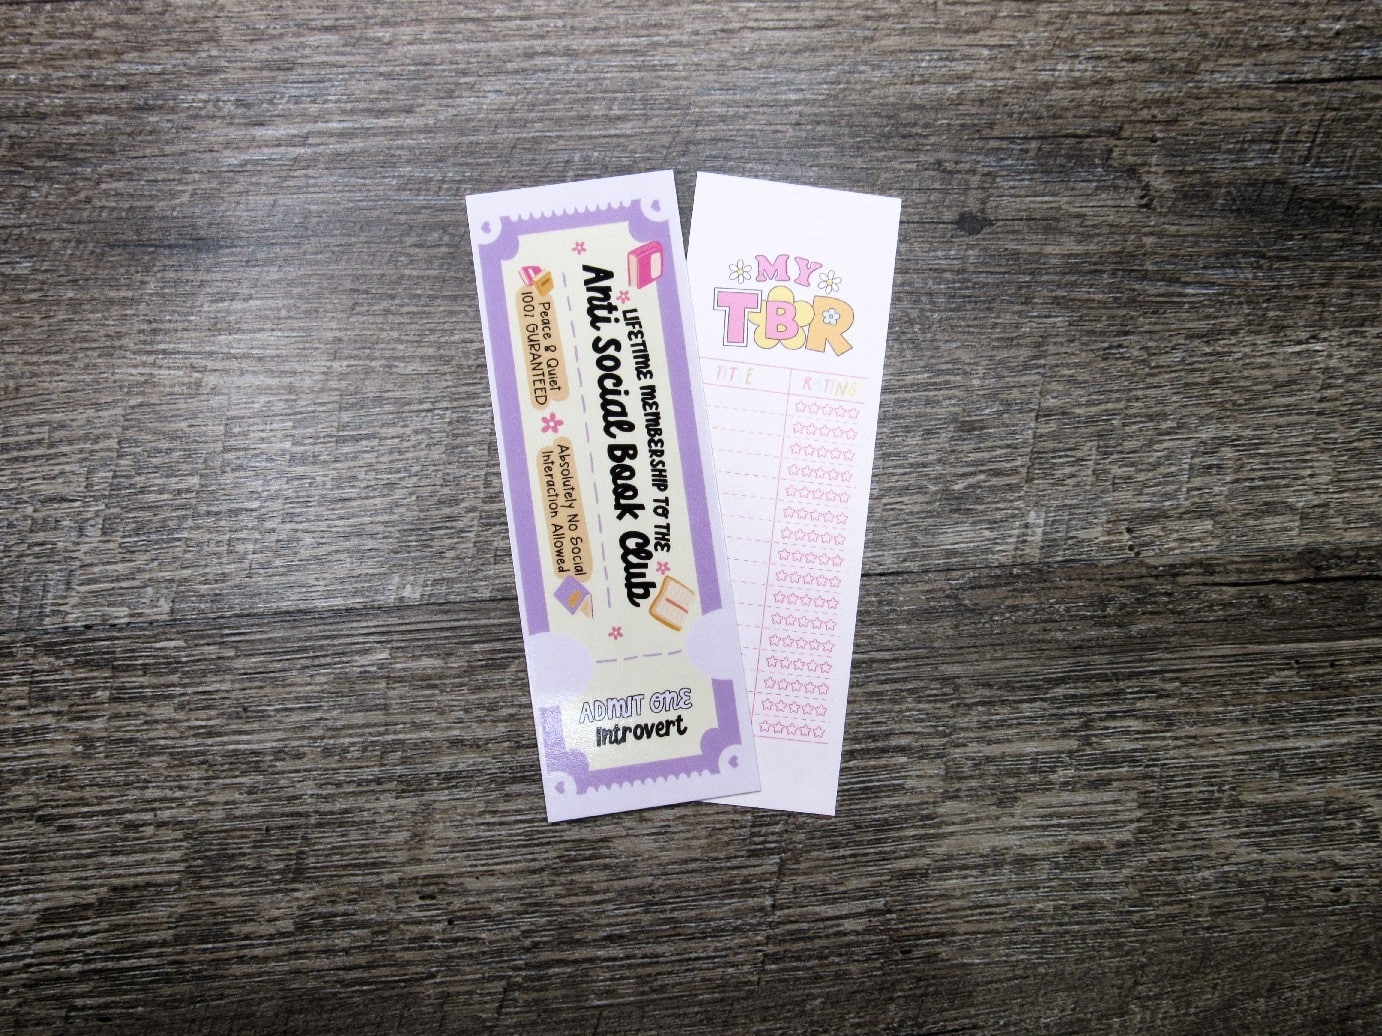 LIFETIME MEMBERSHIP TO THE
Anti Social Book Club
Peace & Quiet
100% GURANTEED
Absolutely No Social
Interaction Allowed
ADMIT ONE
Introvert
MY
TBR
TITLE RATING